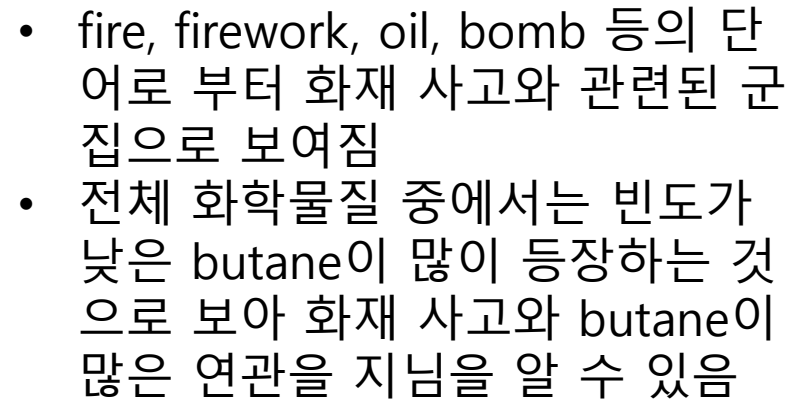 • fire, firework, oil, bomb 등의 단
어로 부터 화재 사고와 관련된 군
집으로 보여짐
• 전체 화학물질 중에서는 빈도가
낮은 butane이 많이 등장하는 것
으로 보아 화재 사고와 butane이
많은 연관을 지님을 알 수 있음